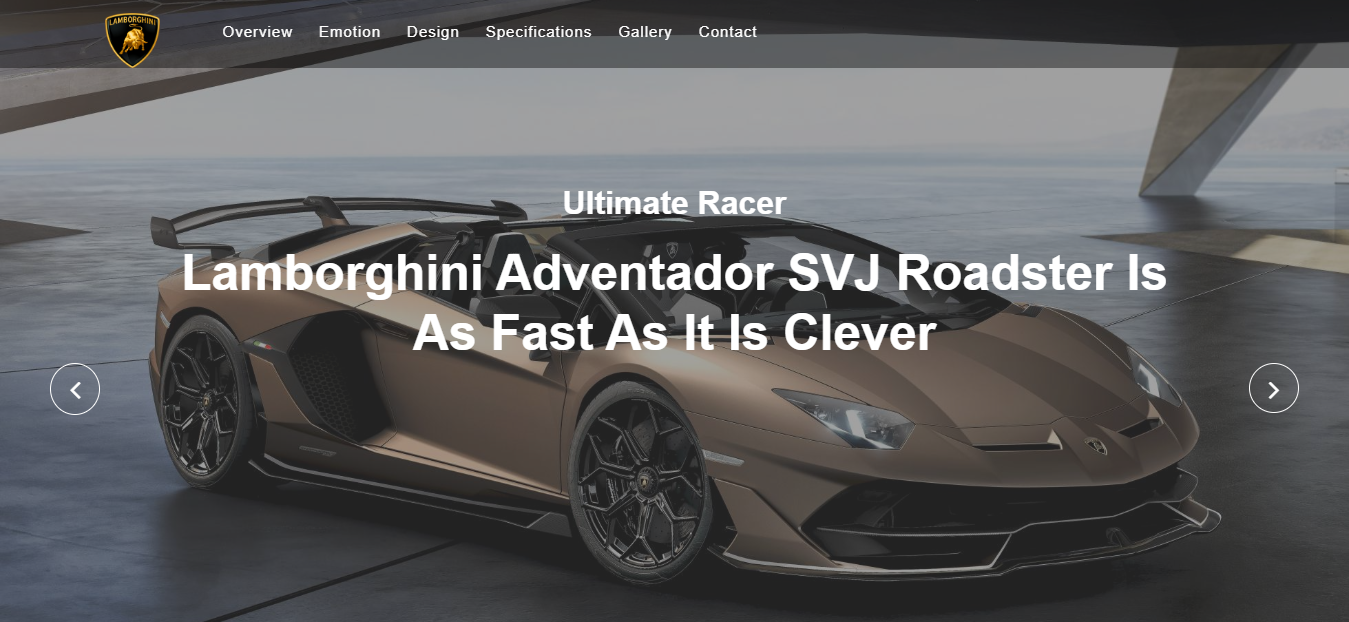 LAMBORGHINI
Overview Emotion Design Specifications Gallery Contact
Ultimate Racer
Lamborghini Adventador SVJ Roadster Is
As Fast As It Is Clever